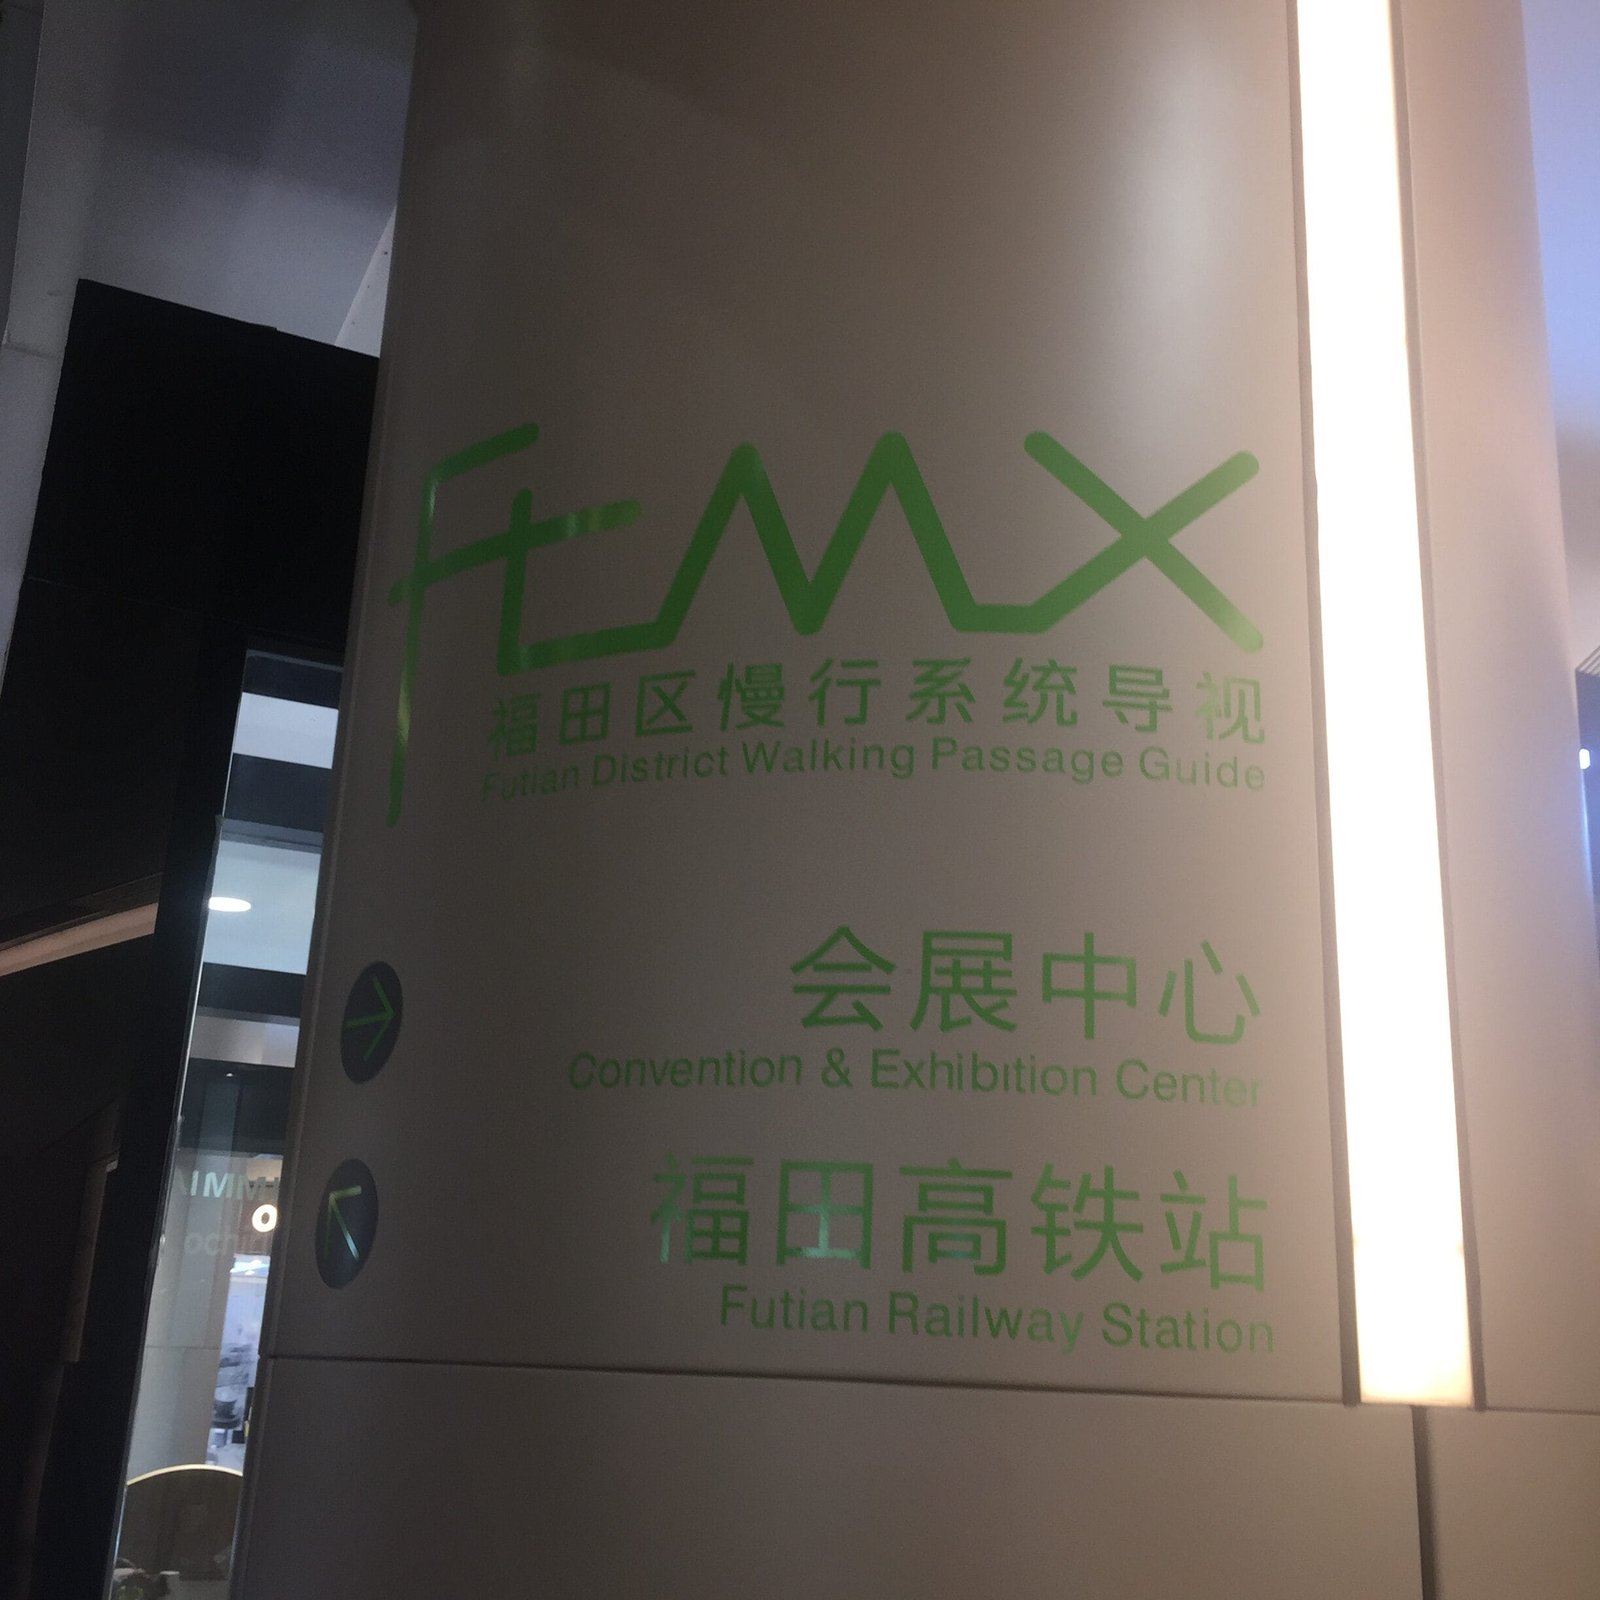 FtMX
福田区慢行系统导视
Futian District Walking Passage Guide
会展中心
Convention & Exhibition Center
福田高铁站
Futian Railway Station